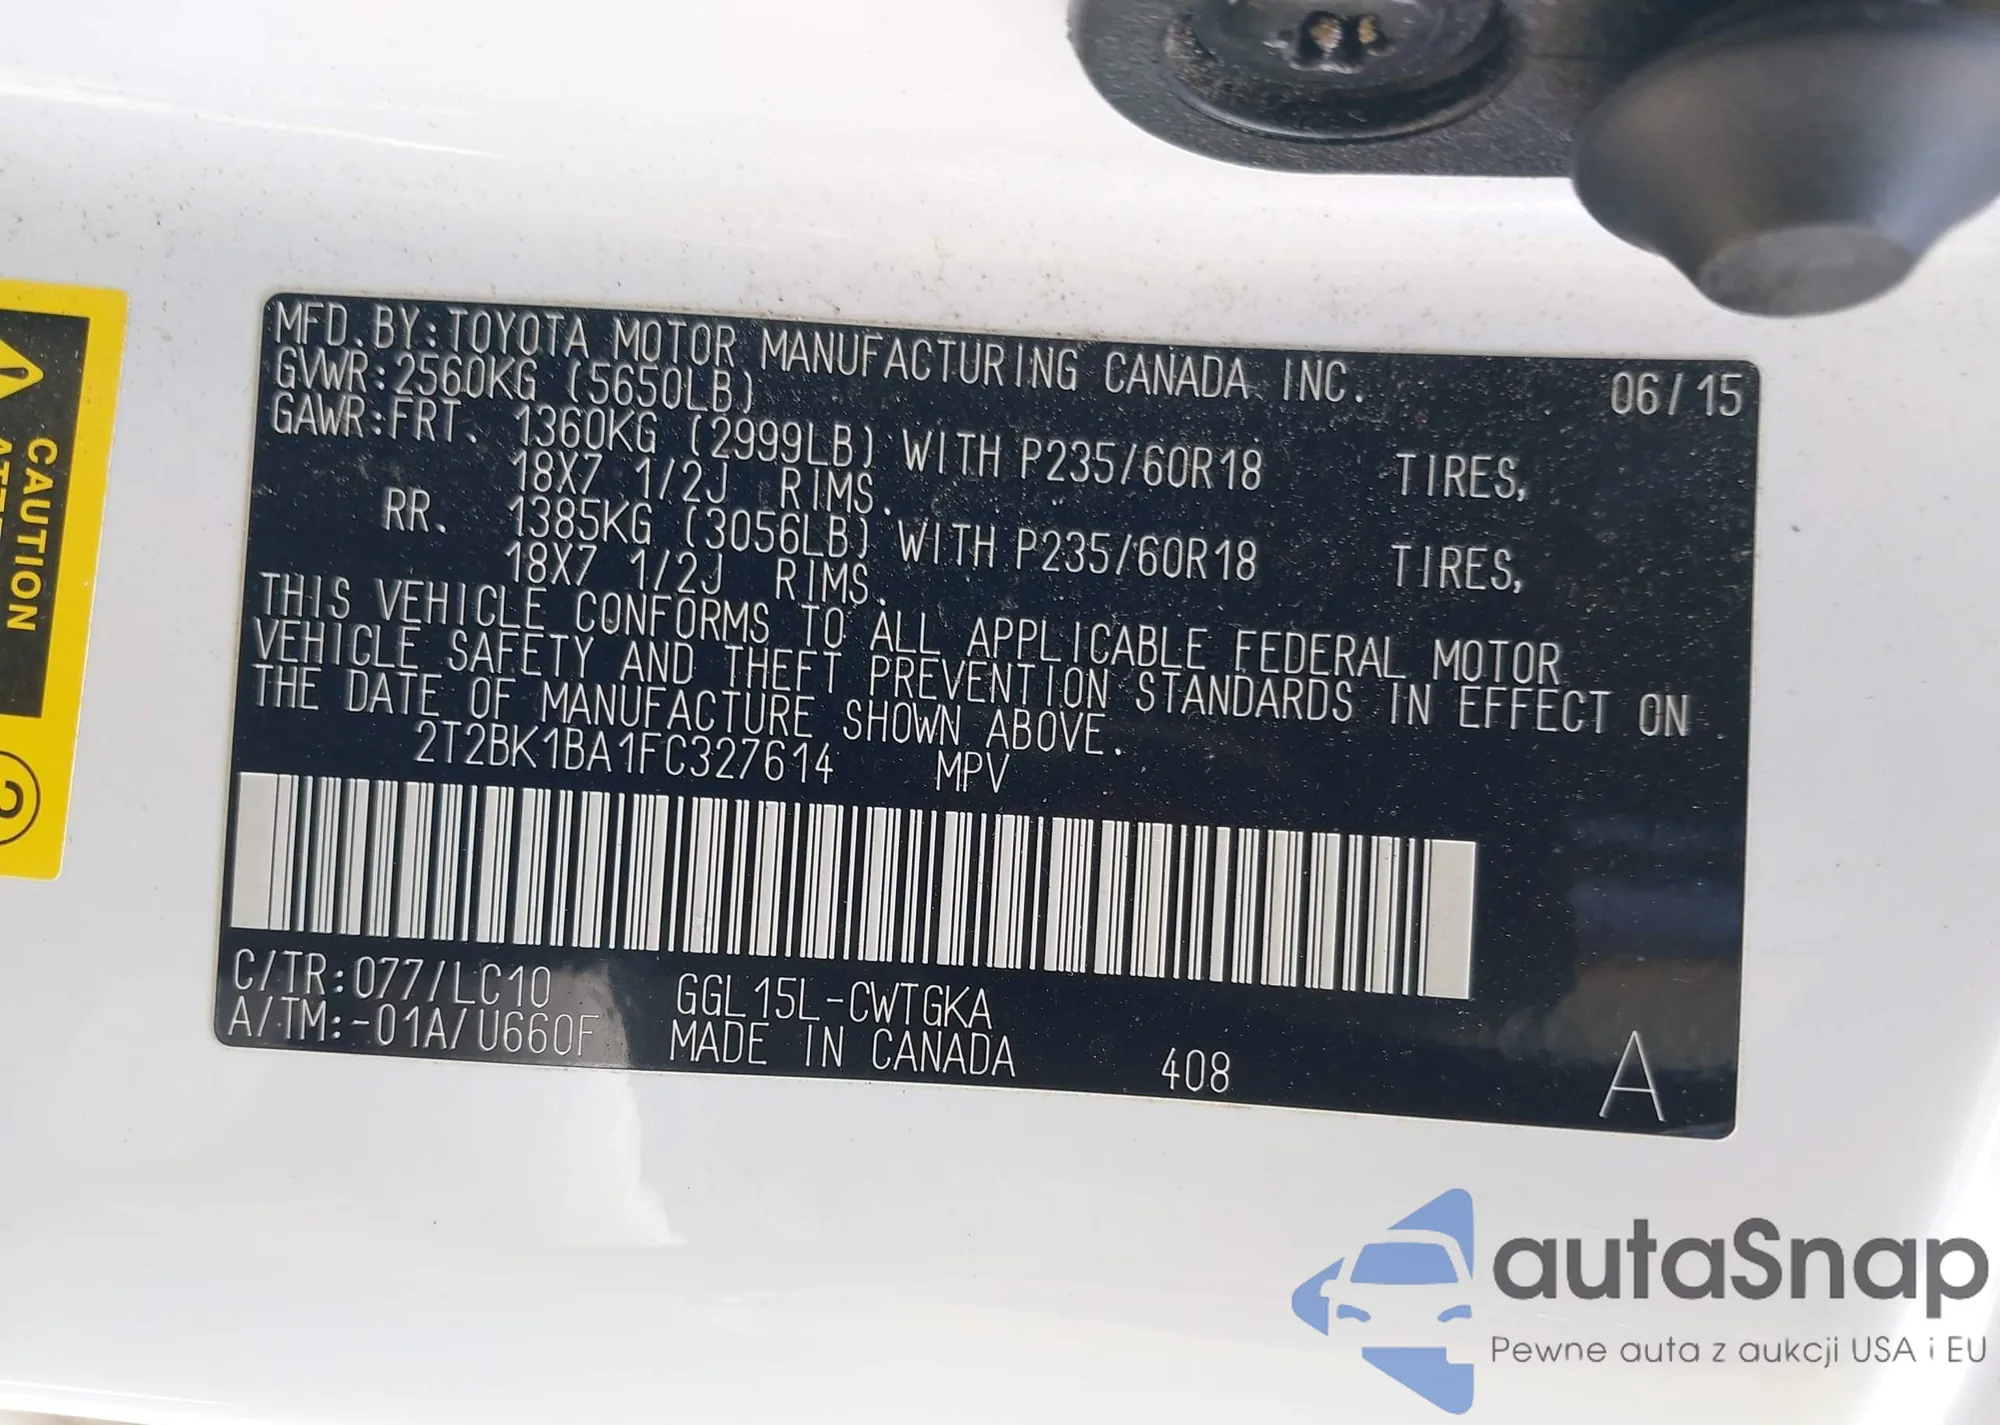 MFD. BY: TOYOTA MOTOR MANUFACTURING CANADA INC. 06/15
GVWR: 2560KG (5650LB)
GAWR: FRT. 1360KG (2999LB) WITH P235/60R18 TIRES,
18X7 1/2J RIMS.
RR. 1385KG (3056LB) WITH P235/60R18 TIRES,
18X7 1/2J RIMS.
THIS VEHICLE CONFORMS TO ALL APPLICABLE FEDERAL MOTOR
VEHICLE SAFETY AND THEFT PREVENTION STANDARDS IN EFFECT ON
THE DATE OF MANUFACTURE SHOWN ABOVE.
2T2BK1BA1FC327614 MPV
C/TR: 077/LC10 GGL15L-CWTGKA
A/TM: -01A/U660F MADE IN CANADA 408 A
CAUTION
autaSnap
Pewne auta z aukcji USA i EU